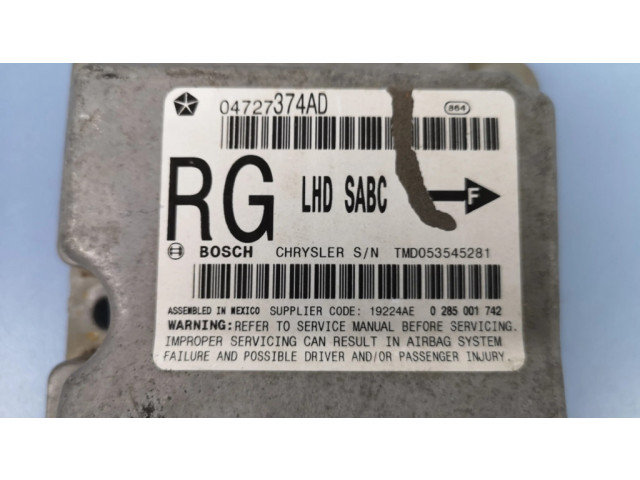 04727374AD 864
RG LHD SABC F
BOSCH CHRYSLER S/N TMD053545281
ASSEMBLED IN MEXICO SUPPLIER CODE: 19224AE 0 285 001 742
WARNING: REFER TO SERVICE MANUAL BEFORE SERVICING.
IMPROPER SERVICING CAN RESULT IN AIRBAG SYSTEM
FAILURE AND POSSIBLE DRIVER AND/OR PASSENGER INJURY.